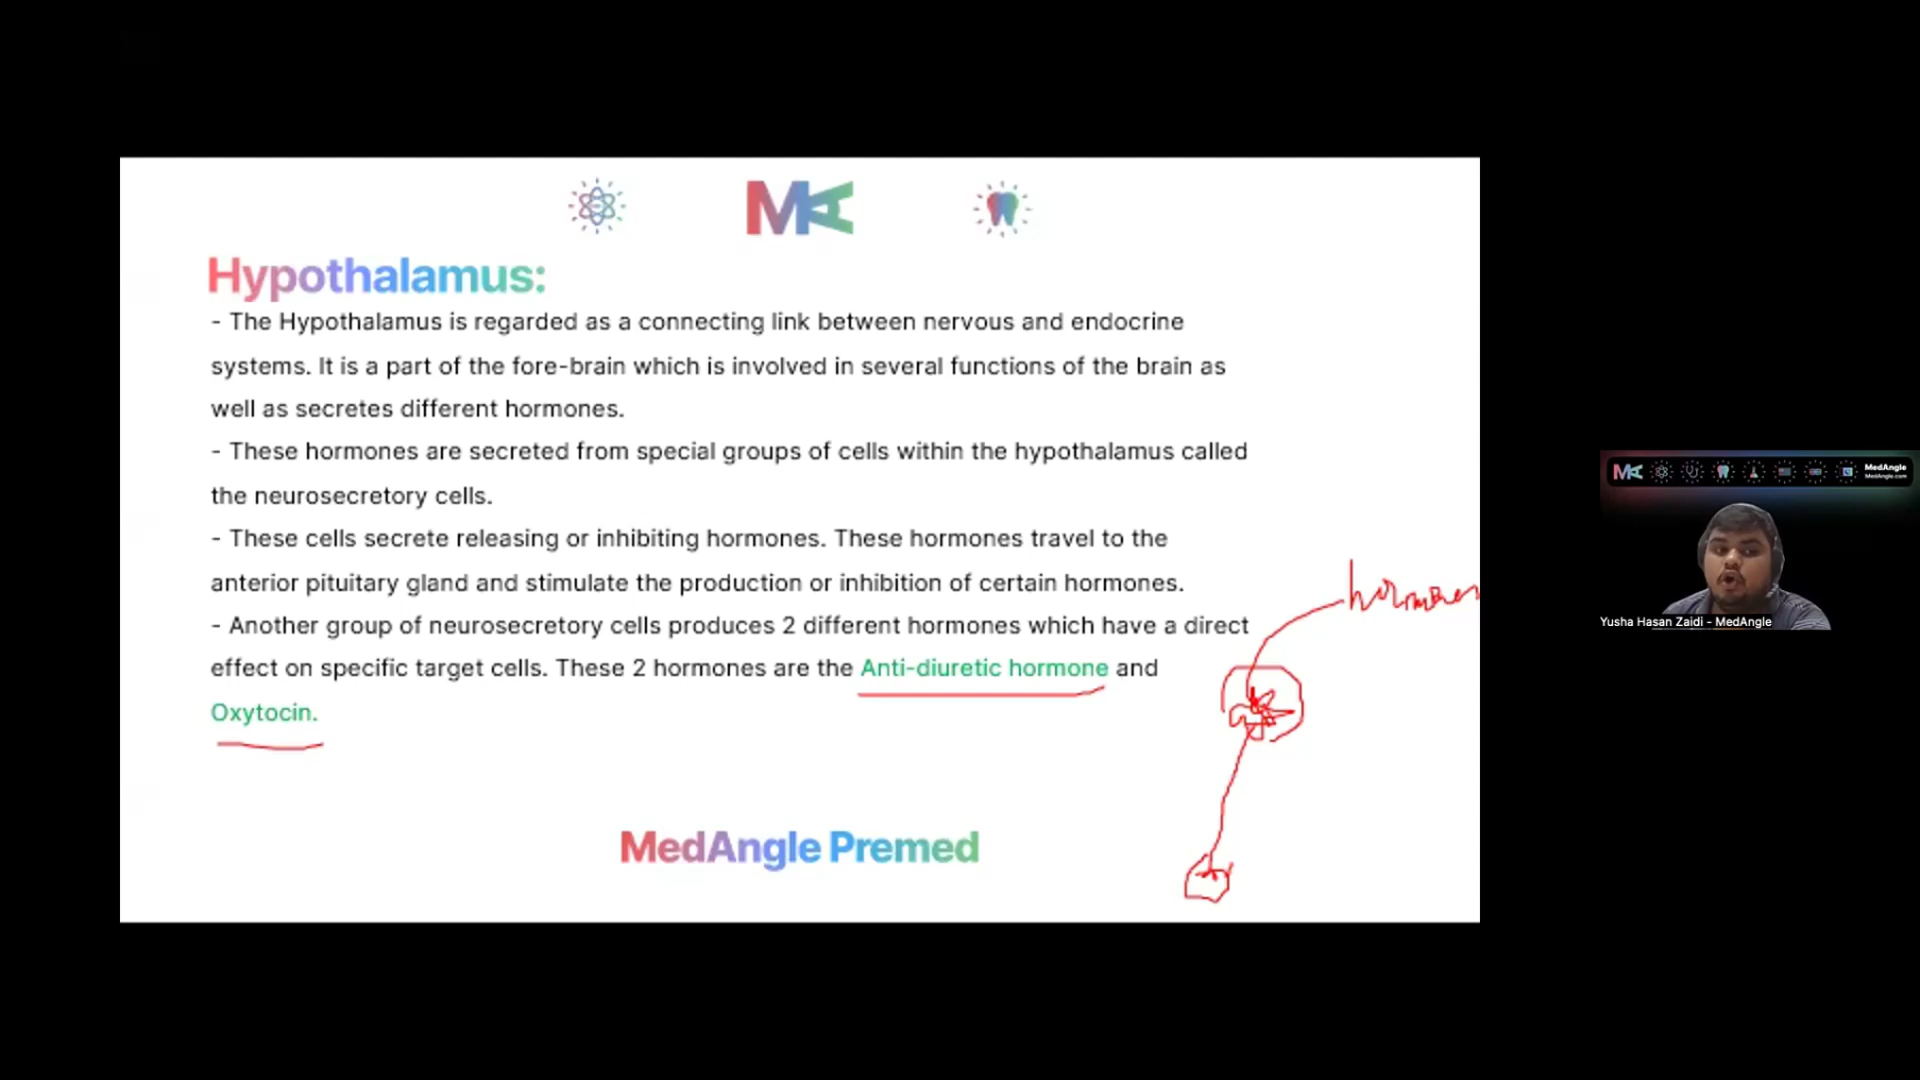 MA
Hypothalamus:
- The Hypothalamus is regarded as a connecting link between nervous and endocrine
systems. It is a part of the fore-brain which is involved in several functions of the brain as
well as secretes different hormones.
- These hormones are secreted from special groups of cells within the hypothalamus called
the neurosecretory cells.
- These cells secrete releasing or inhibiting hormones. These hormones travel to the
anterior pituitary gland and stimulate the production or inhibition of certain hormones.
- Another group of neurosecretory cells produces 2 different hormones which have a direct
effect on specific target cells. These 2 hormones are the Anti-diuretic hormone and
Oxytocin.
hormones
MedAngle Premed
MA
MedAngle
MedAngle.com
Yusha Hasan Zaidi - MedAngle